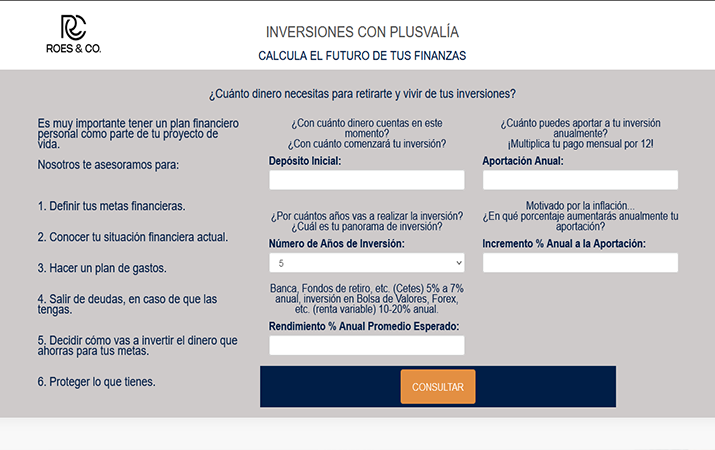 RC
ROES & CO.
INVERSIONES CON PLUSVALÍA
CALCULA EL FUTURO DE TUS FINANZAS
¿Cuánto dinero necesitas para retirarte y vivir de tus inversiones?
Es muy importante tener un plan financiero
personal como parte de tu proyecto de
vida.
Nosotros te asesoramos para:
1. Definir tus metas financieras.
2. Conocer tu situación financiera actual.
3. Hacer un plan de gastos.
4. Salir de deudas, en caso de que las
tengas.
5. Decidir cómo vas a invertir el dinero que
ahorras para tus metas.
6. Proteger lo que tienes.
¿Con cuánto dinero cuentas en este
momento?
¿Con cuánto comenzará tu inversión?
Depósito Inicial:
¿Por cuántos años vas a realizar la inversión?
¿Cuál es tu panorama de inversión?
Número de Años de Inversión:
5
Banca, Fondos de retiro, etc. (Cetes) 5% a 7%
anual, inversión en Bolsa de Valores, Forex,
etc. (renta variable) 10-20% anual.
Rendimiento % Anual Promedio Esperado:
¿Cuánto puedes aportar a tu inversión
anualmente?
¡Multiplica tu pago mensual por 12!
Aportación Anual:
Motivado por la inflación...
¿En qué porcentaje aumentarás anualmente tu
aportación?
Incremento % Anual a la Aportación:
CONSULTAR